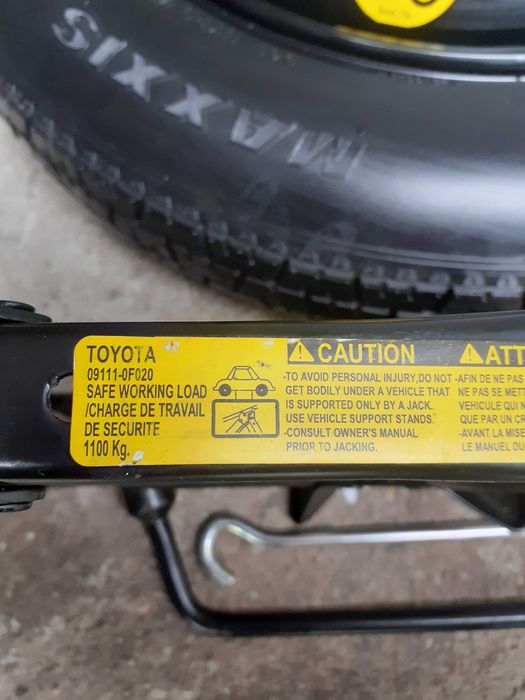 MAXXIS
TOYOTA
09111-0F020
SAFE WORKING LOAD
/CHARGE DE TRAVAIL
DE SECURITE
1100 Kg.
CAUTION
-TO AVOID PERSONAL INJURY,DO NOT
GET BODILY UNDER A VEHICLE THAT
IS SUPPORTED ONLY BY A JACK.
USE VEHICLE SUPPORT STANDS.
-CONSULT OWNER'S MANUAL
PRIOR TO JACKING.
ATT
-AFIN DE NE PAS
NE PAS SE METT
VEHICULE QUI N
QUE PAR UN CR
-AVANT LA MISE
LE MANUEL DU